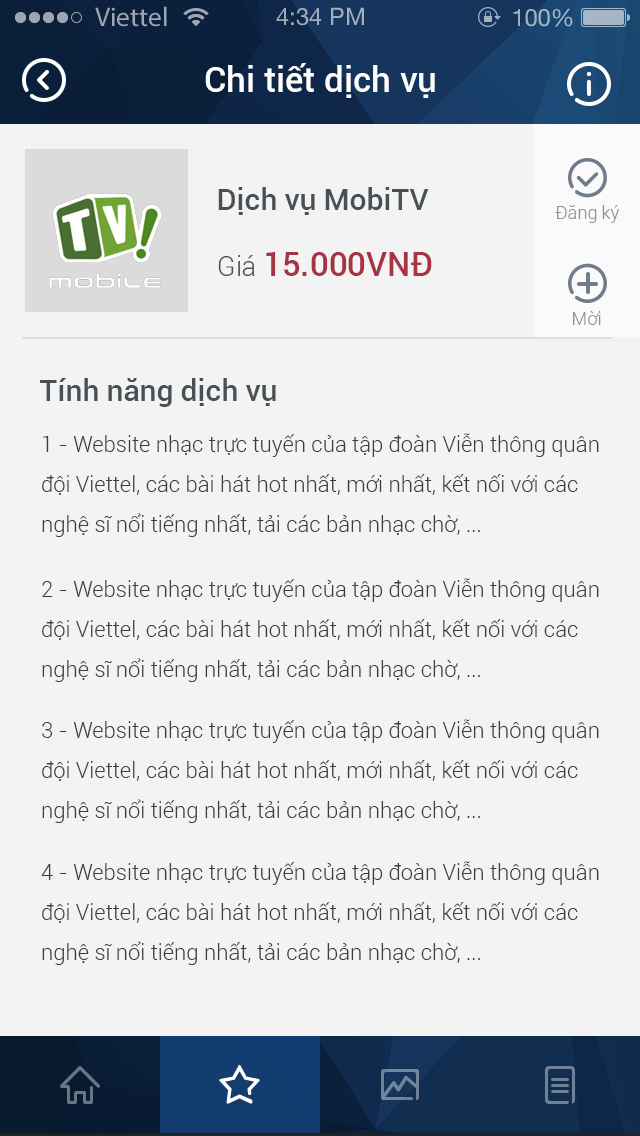 Viettel 4:34 PM 100%
Chi tiết dịch vụ
TV!
mobile
Dịch vụ MobiTV
Giá 15.000VNĐ
Đăng ký
Mời
Tính năng dịch vụ
1 - Website nhạc trực tuyến của tập đoàn Viễn thông quân
đội Viettel, các bài hát hot nhất, mới nhất, kết nối với các
nghệ sĩ nổi tiếng nhất, tải các bản nhạc chờ, ...
2 - Website nhạc trực tuyến của tập đoàn Viễn thông quân
đội Viettel, các bài hát hot nhất, mới nhất, kết nối với các
nghệ sĩ nổi tiếng nhất, tải các bản nhạc chờ, ...
3 - Website nhạc trực tuyến của tập đoàn Viễn thông quân
đội Viettel, các bài hát hot nhất, mới nhất, kết nối với các
nghệ sĩ nổi tiếng nhất, tải các bản nhạc chờ, ...
4 - Website nhạc trực tuyến của tập đoàn Viễn thông quân
đội Viettel, các bài hát hot nhất, mới nhất, kết nối với các
nghệ sĩ nổi tiếng nhất, tải các bản nhạc chờ, ...